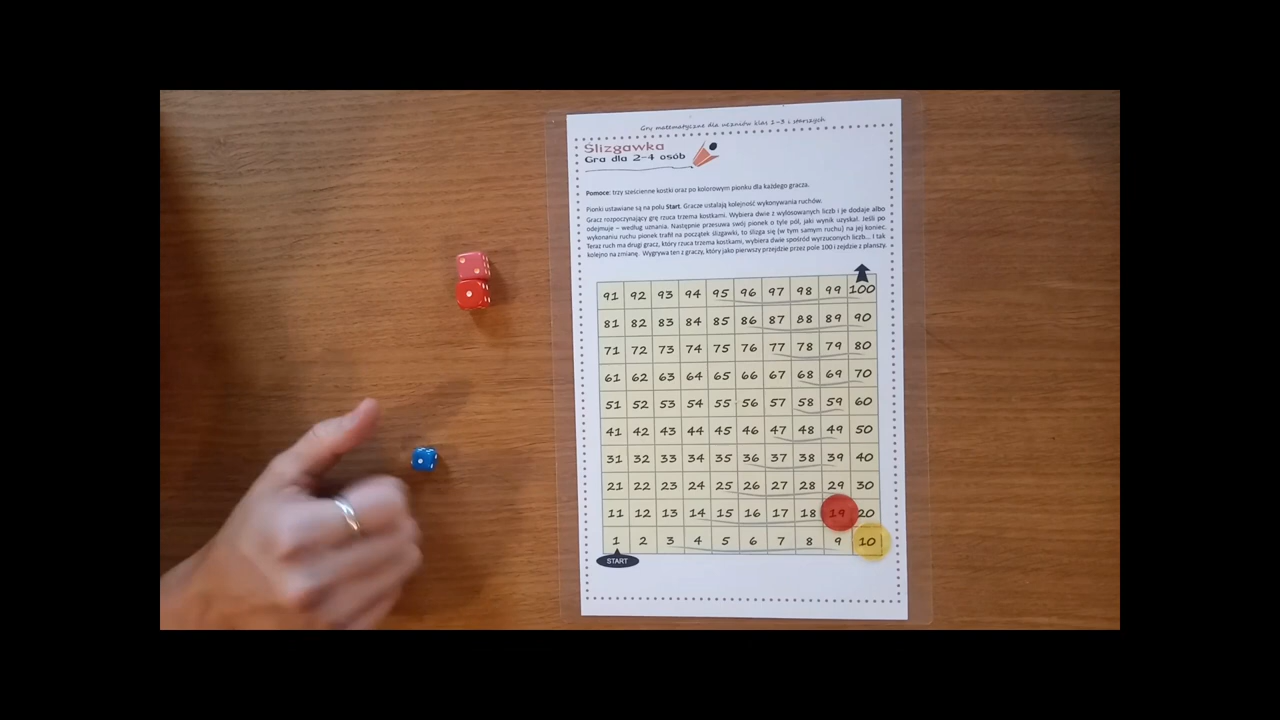 Gry matematyczne dla uczniów klas 1-3 i starszych
Ślizgawka
Gra dla 2-4 osób
Pomoce: trzy sześcienne kostki oraz po kolorowym pionku dla każdego gracza.
Pionki ustawiane są na polu Start. Gracze ustalają kolejność wykonywania ruchów.
Gracz rozpoczynający grę rzuca trzema kostkami. Wybiera dwie z wylosowanych liczb i je dodaje albo
odejmuje – według uznania. Następnie przesuwa swój pionek o tyle pól, jaki wynik uzyskał. Jeśli po
wykonaniu ruchu pionek trafił na początek ślizgawki, to ślizga się (w tym samym ruchu) na jej koniec.
Teraz ruch ma drugi gracz, który rzuca trzema kostkami, wybiera dwie spośród wyrzuconych liczb... I tak
kolejno na zmianę. Wygrywa ten z graczy, który jako pierwszy przejdzie przez pole 100 i zejdzie z planszy.
91 92 93 94 95 96 97 98 99 100
81 82 83 84 85 86 87 88 89 90
71 72 73 74 75 76 77 78 79 80
61 62 63 64 65 66 67 68 69 70
51 52 53 54 55 56 57 58 59 60
41 42 43 44 45 46 47 48 49 50
31 32 33 34 35 36 37 38 39 40
21 22 23 24 25 26 27 28 29 30
11 12 13 14 15 16 17 18 19 20
1 2 3 4 5 6 7 8 9 10
START